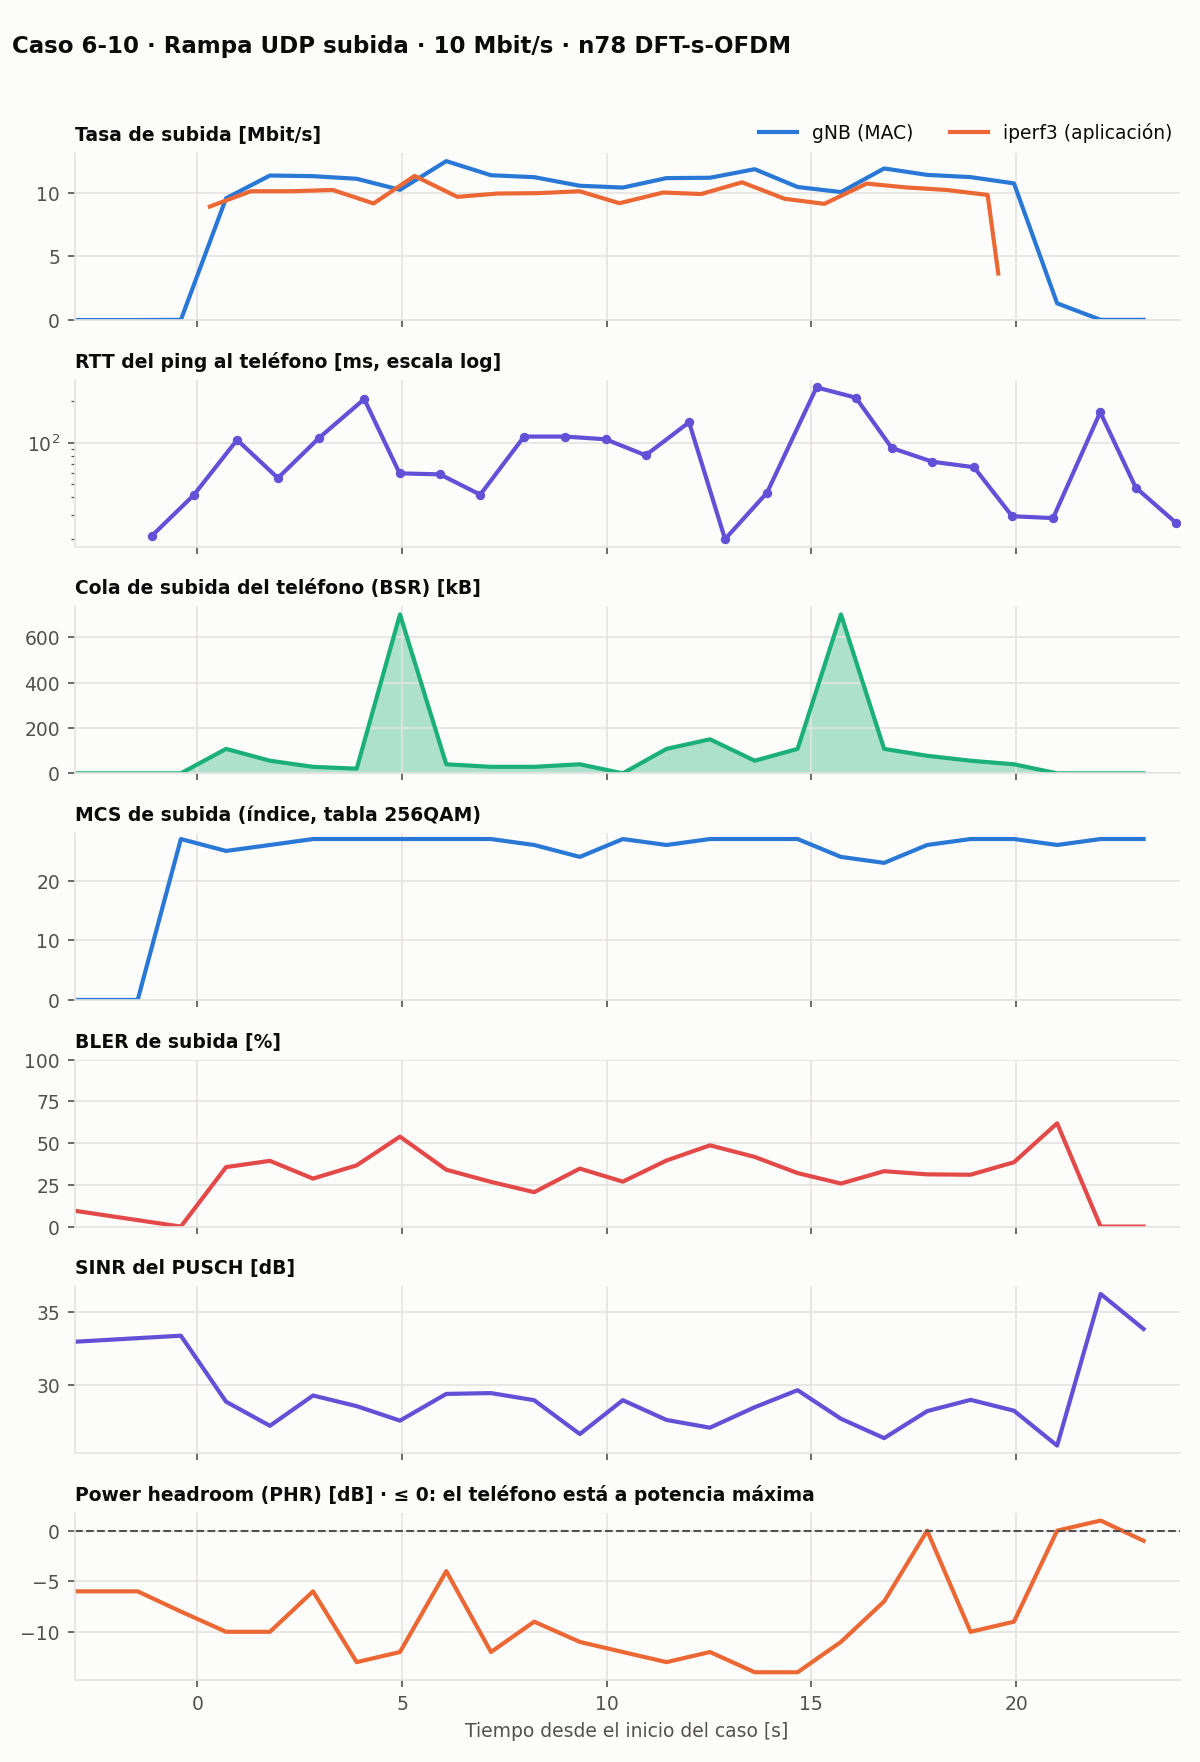 Caso 6-10 · Rampa UDP subida · 10 Mbit/s · n78 DFT-s-OFDM
Tasa de subida [Mbit/s]
gNB (MAC)
iperf3 (aplicación)
10
5
0
RTT del ping al teléfono [ms, escala log]
10²
Cola de subida del teléfono (BSR) [kB]
600
400
200
0
MCS de subida (índice, tabla 256QAM)
20
10
0
BLER de subida [%]
100
75
50
25
0
SINR del PUSCH [dB]
35
30
Power headroom (PHR) [dB] · ≤ 0: el teléfono está a potencia máxima
0
−5
−10
0 5 10 15 20
Tiempo desde el inicio del caso [s]